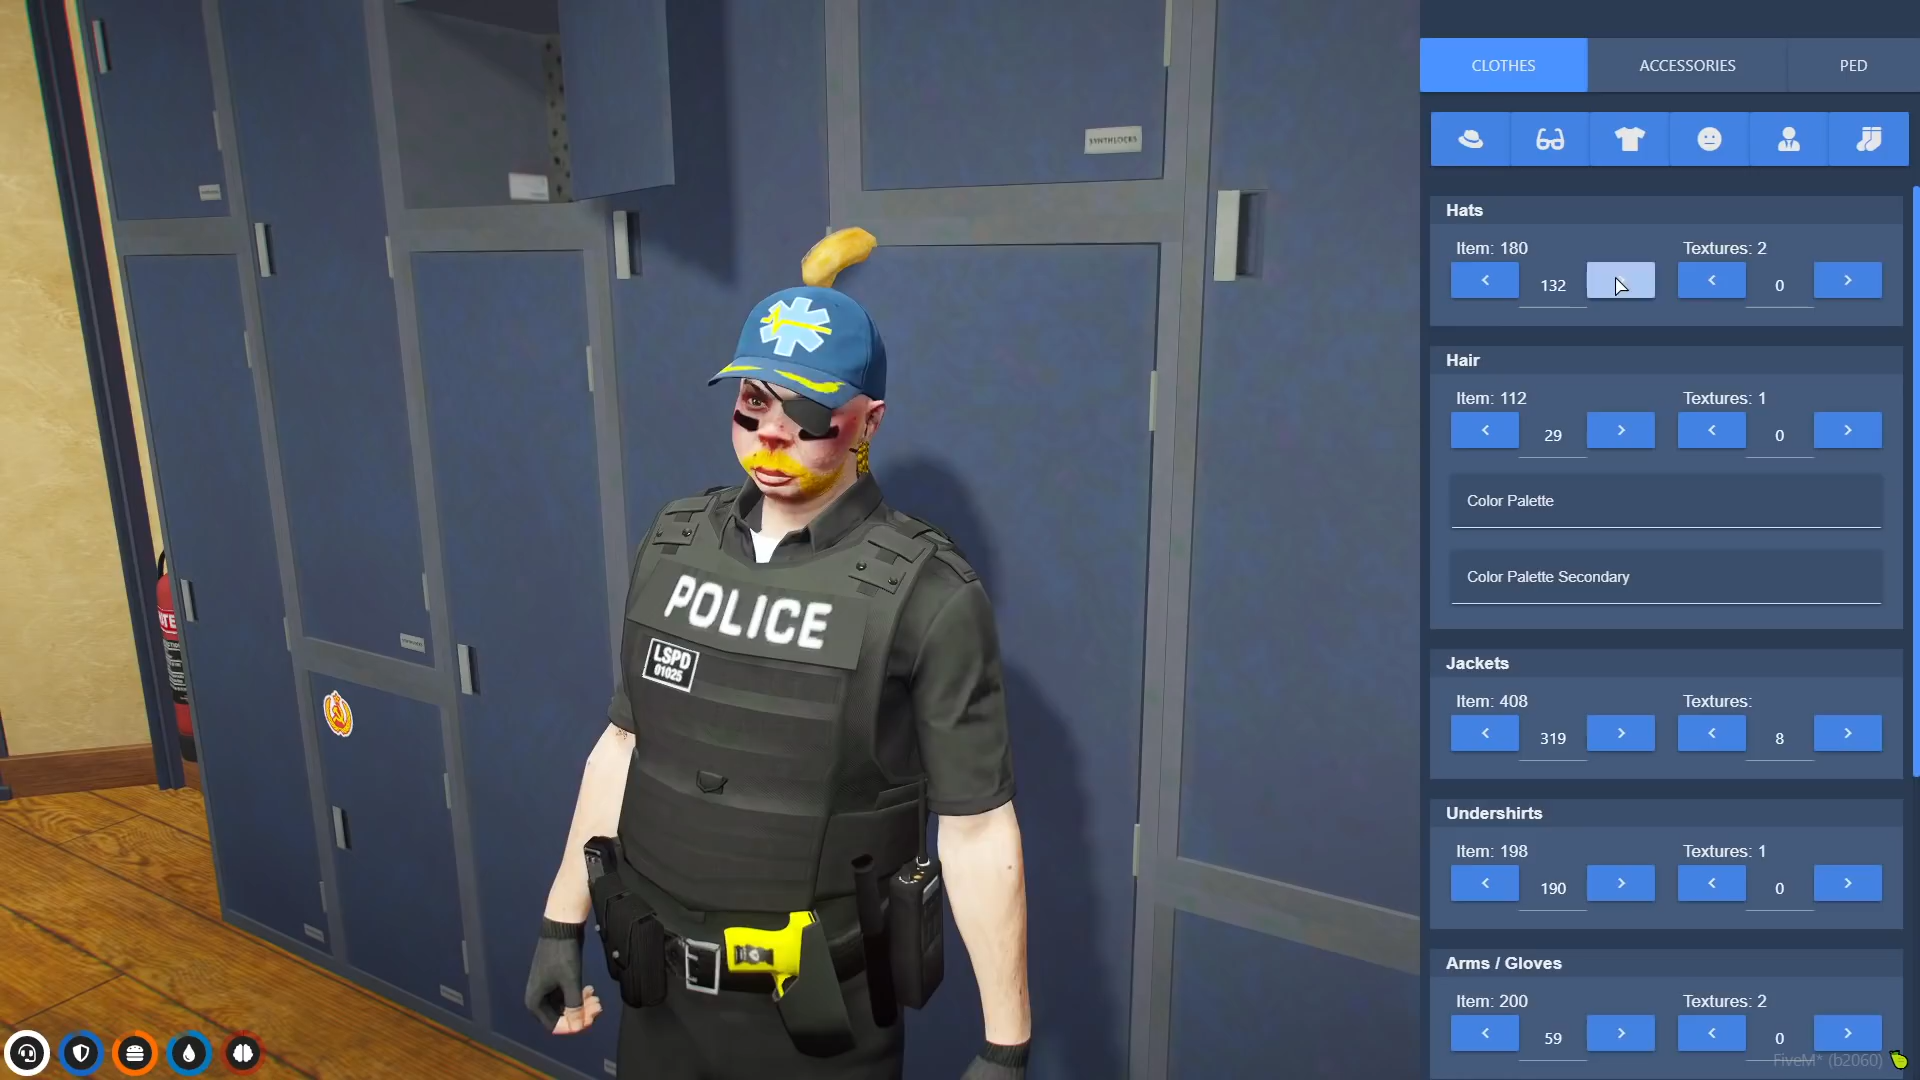 CLOTHES
ACCESSORIES
PED
Hats
Item: 180
Textures: 2
132
0
Hair
Item: 112
Textures: 1
29
0
Color Palette
Color Palette Secondary
Jackets
Item: 408
Textures:
319
8
Undershirts
Item: 198
Textures: 1
190
0
Arms / Gloves
Item: 200
Textures: 2
59
0
FiveM* (b2060)
SYNTHLOCKS
POLICE
LSPD
01025